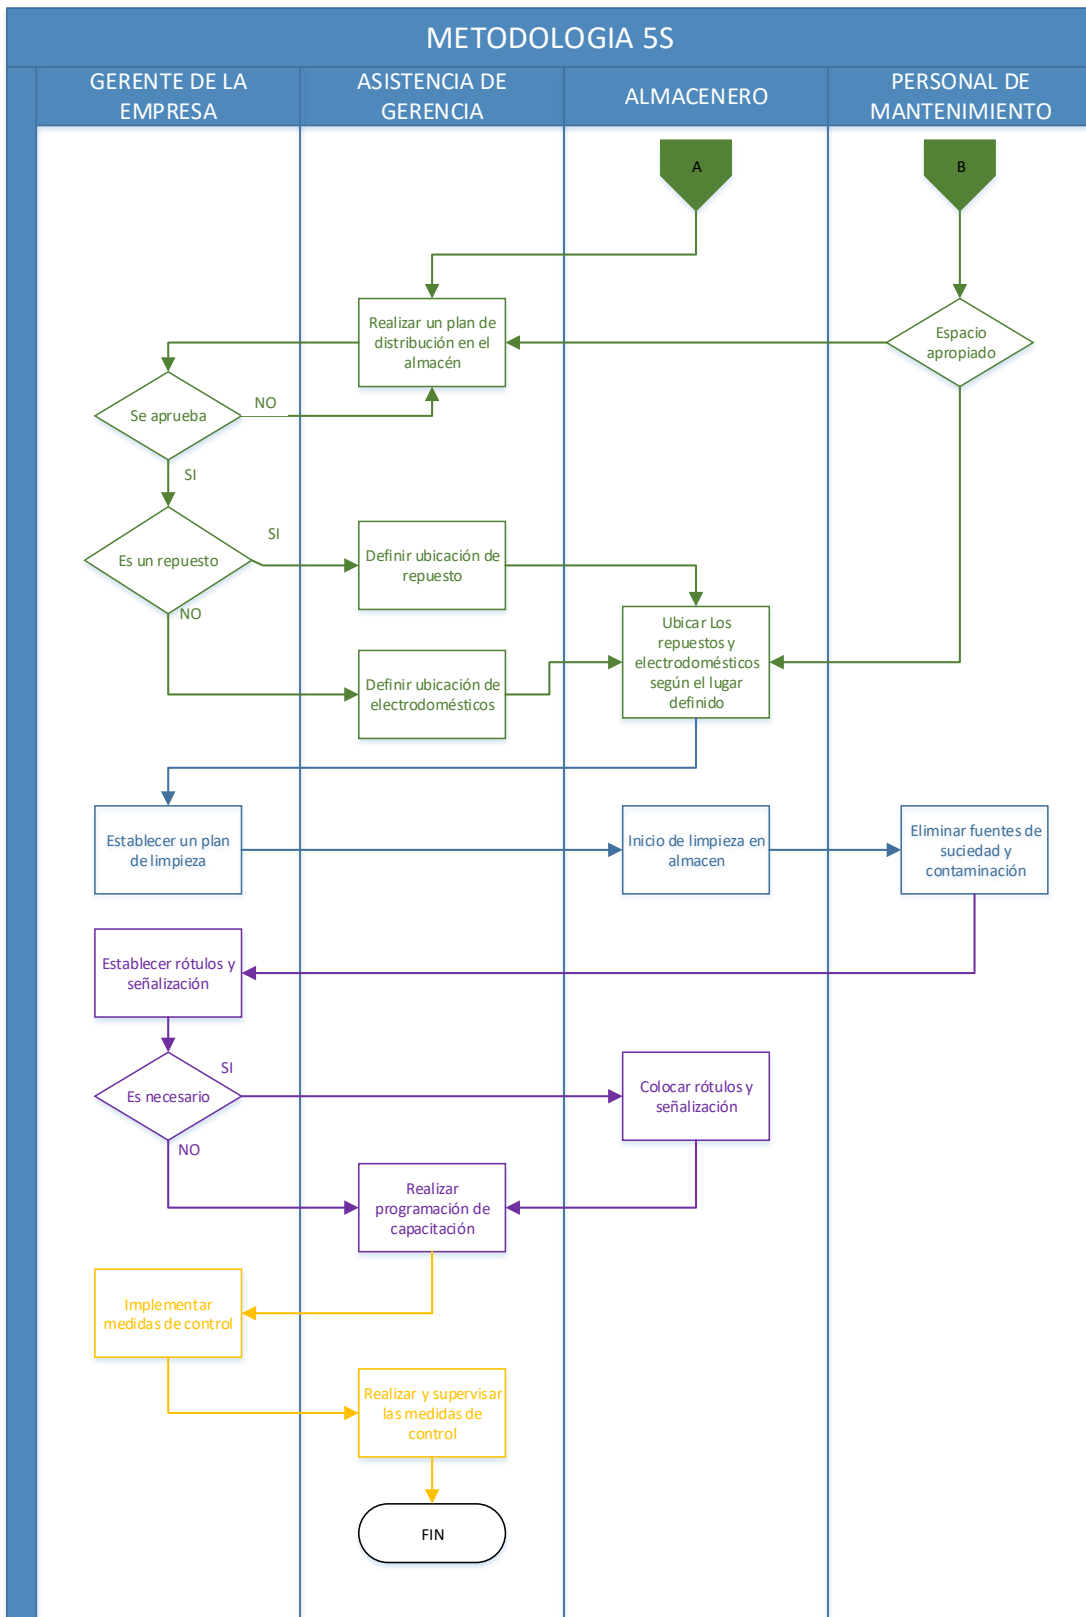 METODOLOGIA 5S
GERENTE DE LA
EMPRESA
ASISTENCIA DE
GERENCIA
ALMACENERO
PERSONAL DE
MANTENIMIENTO
A
B
Realizar un plan de
distribución en el
almacén
Espacio
apropiado
Se aprueba
NO
SI
Es un repuesto
SI
NO
Definir ubicación de
repuesto
Ubicar Los
repuestos y
electrodomésticos
según el lugar
definido
Definir ubicación de
electrodomésticos
Establecer un plan
de limpieza
Inicio de limpieza en
almacen
Eliminar fuentes de
suciedad y
contaminación
Establecer rótulos y
señalización
Es necesario
SI
NO
Colocar rótulos y
señalización
Realizar
programación de
capacitación
Implementar
medidas de control
Realizar y supervisar
las medidas de
control
FIN